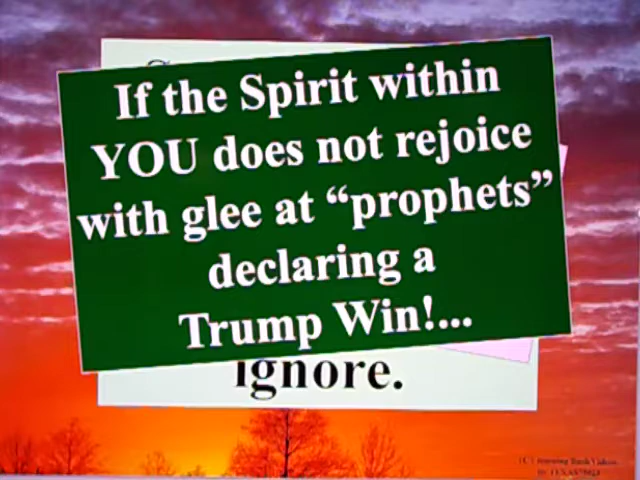 If the Spirit within
YOU does not rejoice
with glee at “prophets”
declaring a
Trump Win!...
ignore.